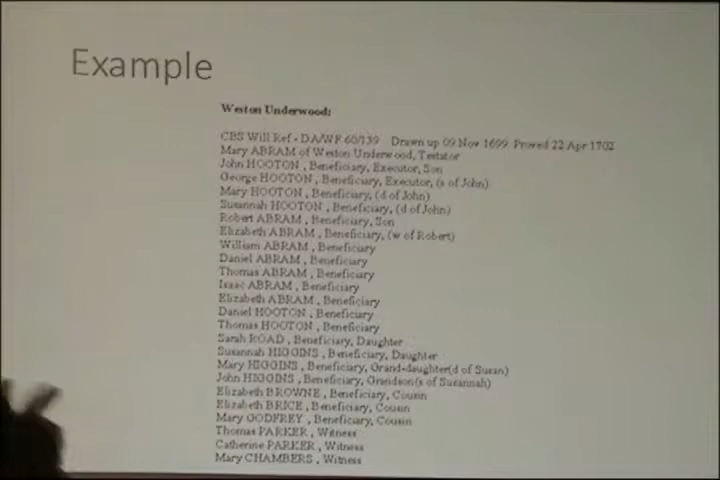 Example
Weston Underwood:
CBS Will Ref - DA/WF 60/139 Drawn up 09 Nov 1699 Proved 22 Apr 1702
Mary ABRAM of Weston Underwood, Testator
John HOOTON , Beneficiary, Executor, Son
George HOOTON , Beneficiary, Executor, (s of John)
Mary HOOTON , Beneficiary, (d of John)
Susannah HOOTON , Beneficiary, (d of John)
Robert ABRAM , Beneficiary, Son
Elizabeth ABRAM , Beneficiary, (w of Robert)
William ABRAM , Beneficiary
Daniel ABRAM , Beneficiary
Thomas ABRAM , Beneficiary
Isaac ABRAM , Beneficiary
Elizabeth ABRAM , Beneficiary
Daniel HOOTON , Beneficiary
Thomas HOOTON , Beneficiary
Sarah ROAD , Beneficiary, Daughter
Susannah HIGGINS , Beneficiary, Daughter
Mary HIGGINS , Beneficiary, Grand-daughter(d of Susan)
John HIGGINS , Beneficiary, Grandson(s of Susannah)
Elizabeth BROWNE , Beneficiary, Cousin
Elizabeth BRICE , Beneficiary, Cousin
Mary GODFREY , Beneficiary, Cousin
Thomas PARKER , Witness
Catherine PARKER , Witness
Mary CHAMBERS , Witness